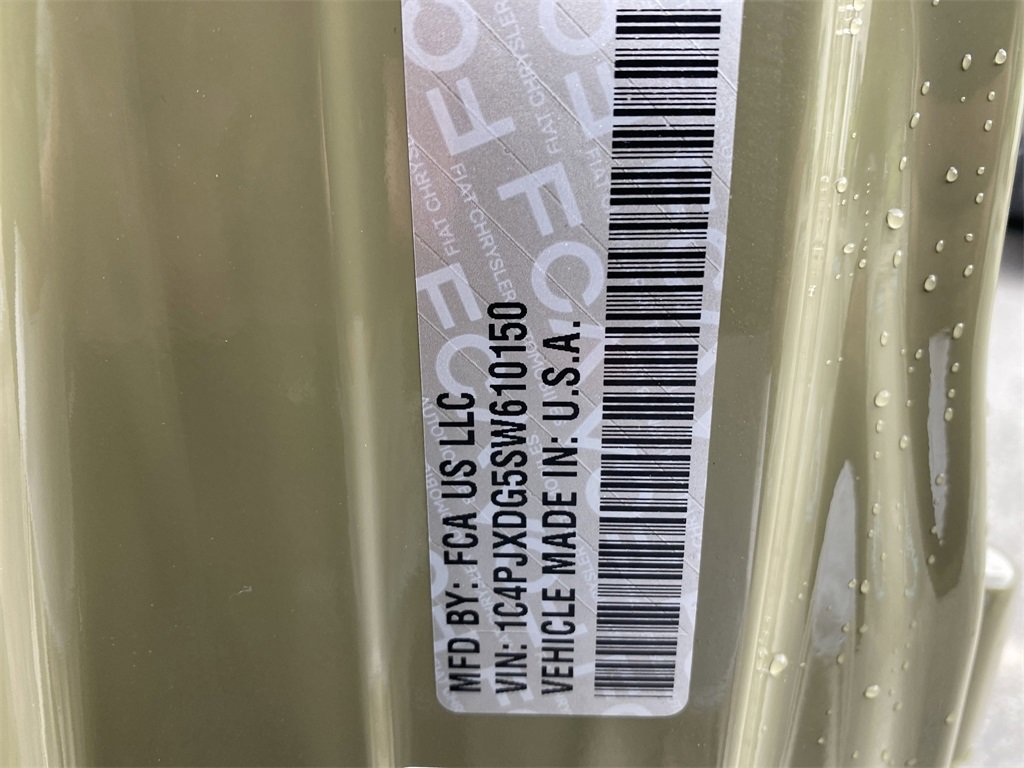 MFD BY: FCA US LLC
VIN: 1C4PJXDG5SW610150
VEHICLE MADE IN: U.S.A.